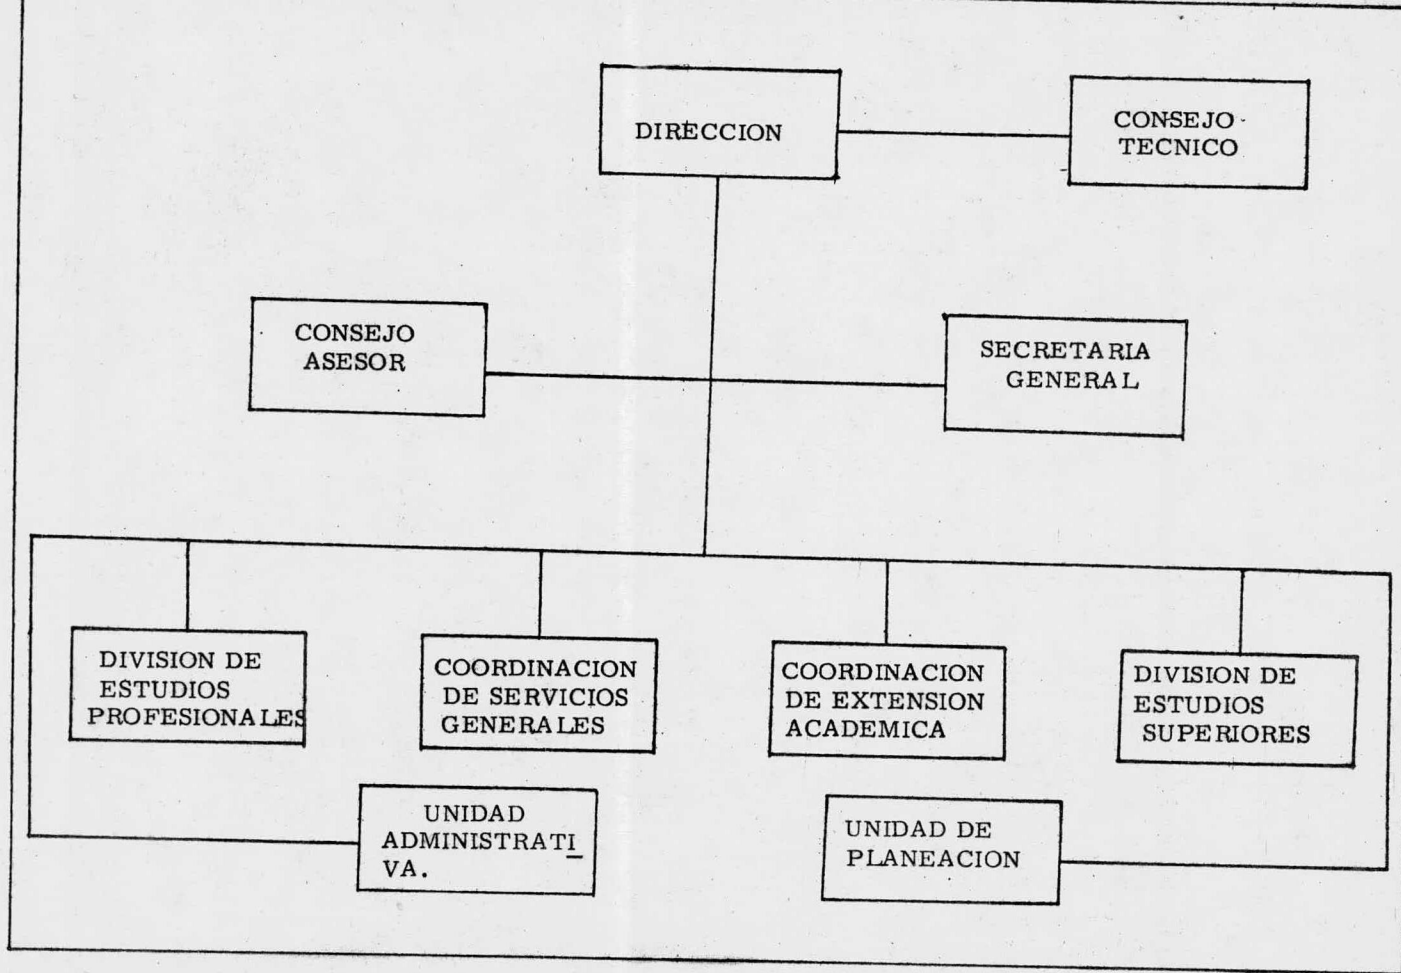 DIRECCION
CONSEJO
TECNICO
CONSEJO
ASESOR
SECRETARIA
GENERAL
DIVISION DE
ESTUDIOS
PROFESIONALES
COORDINACION
DE SERVICIOS
GENERALES
COORDINACION
DE EXTENSION
ACADEMICA
DIVISION DE
ESTUDIOS
SUPERIORES
UNIDAD
ADMINISTRATI
VA.
UNIDAD DE
PLANEACION